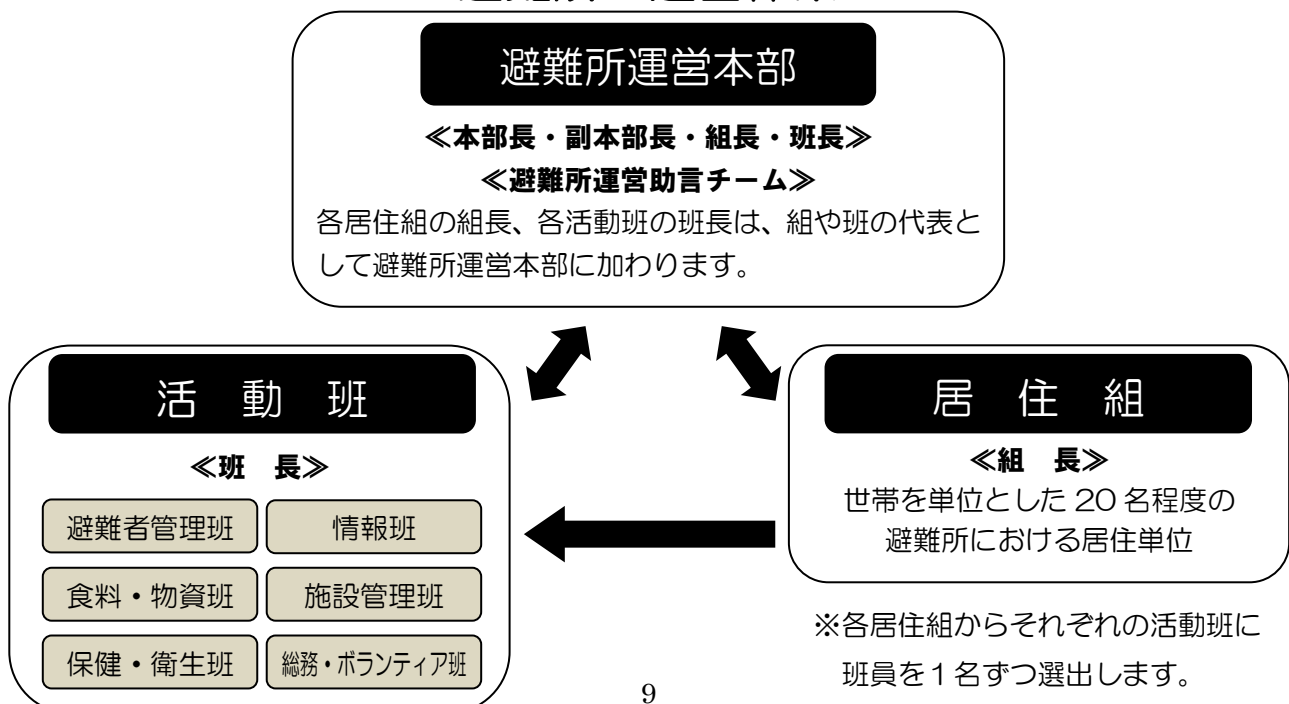 避難所運営本部
≪本部長・副本部長・組長・班長≫
≪避難所運営助言チーム≫
各居住組の組長、各活動班の班長は、組や班の代表と
して避難所運営本部に加わります。
活 動 班
≪班 長≫
避難者管理班
情報班
食料・物資班
施設管理班
保健・衛生班
総務・ボランティア班
居 住 組
≪組 長≫
世帯を単位とした 20 名程度の
避難所における居住単位
※各居住組からそれぞれの活動班に
班員を1名ずつ選出します。
9